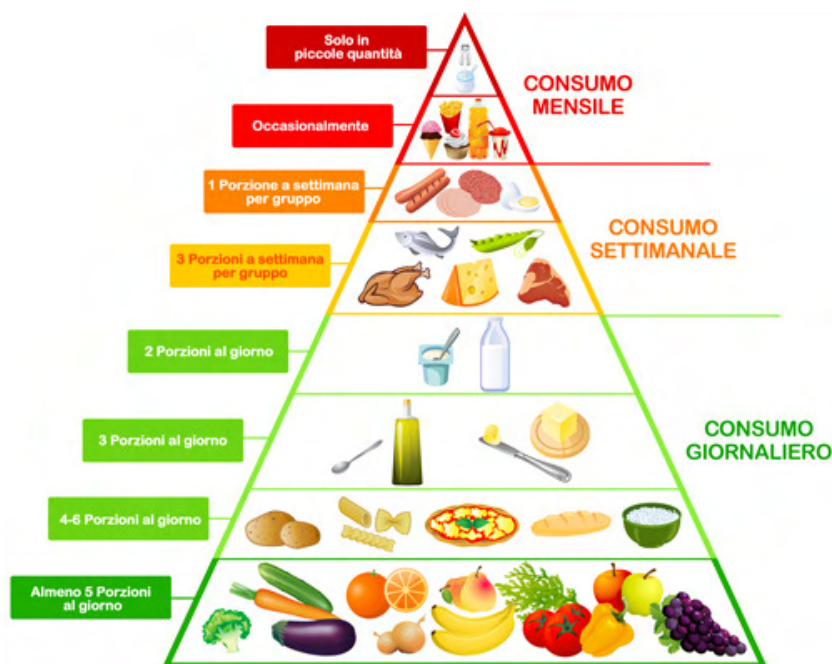 Solo in
piccole quantità
CONSUMO
MENSILE
Occasionalmente
1 Porzione a settimana
per gruppo
CONSUMO
SETTIMANALE
3 Porzioni a settimana
per gruppo
2 Porzioni al giorno
3 Porzioni al giorno
CONSUMO
GIORNALIERO
4-6 Porzioni al giorno
Almeno 5 Porzioni
al giorno